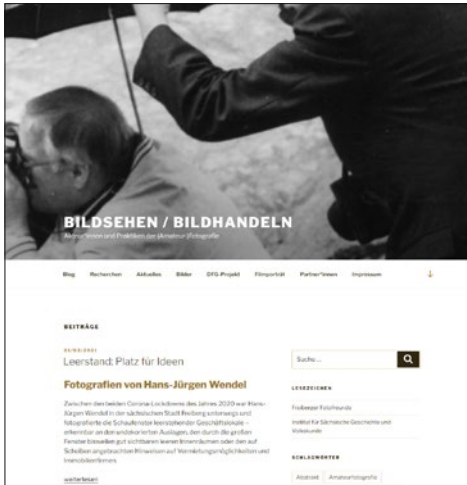 BILDSEHEN / BILDHANDELN
Akteur*innen und Praktiken der (Amateur-)Fotografie
Blog Recherchen Aktuelles Bilder DFG-Projekt Filmporträt Partner*innen Impressum
BEITRÄGE
Leerstand: Platz für Ideen
Fotografien von Hans-Jürgen Wendel
Zwischen den beiden Corona-Lockdowns des Jahres 2020 war Hans-
Jürgen Wendel in der sächsischen Stadt Freiberg unterwegs und
fotografierte die Schaufenster leerstehender Geschäftslokale –
erkennbar an den undekorierten Auslagen, den durch die großen
Fenster bisweilen gut sichtbaren leeren Innenräumen oder den auf
Scheiben angebrachten Hinweisen auf Vermietungsmöglichkeiten und
Immobilienfirmen.
weiterlesen
Suche …
LESEZEICHEN
Freiberger Fotofreunde
Institut für Sächsische Geschichte und
Volkskunde
SCHLAGWÖRTER
Abstrakt Amateurfotografie